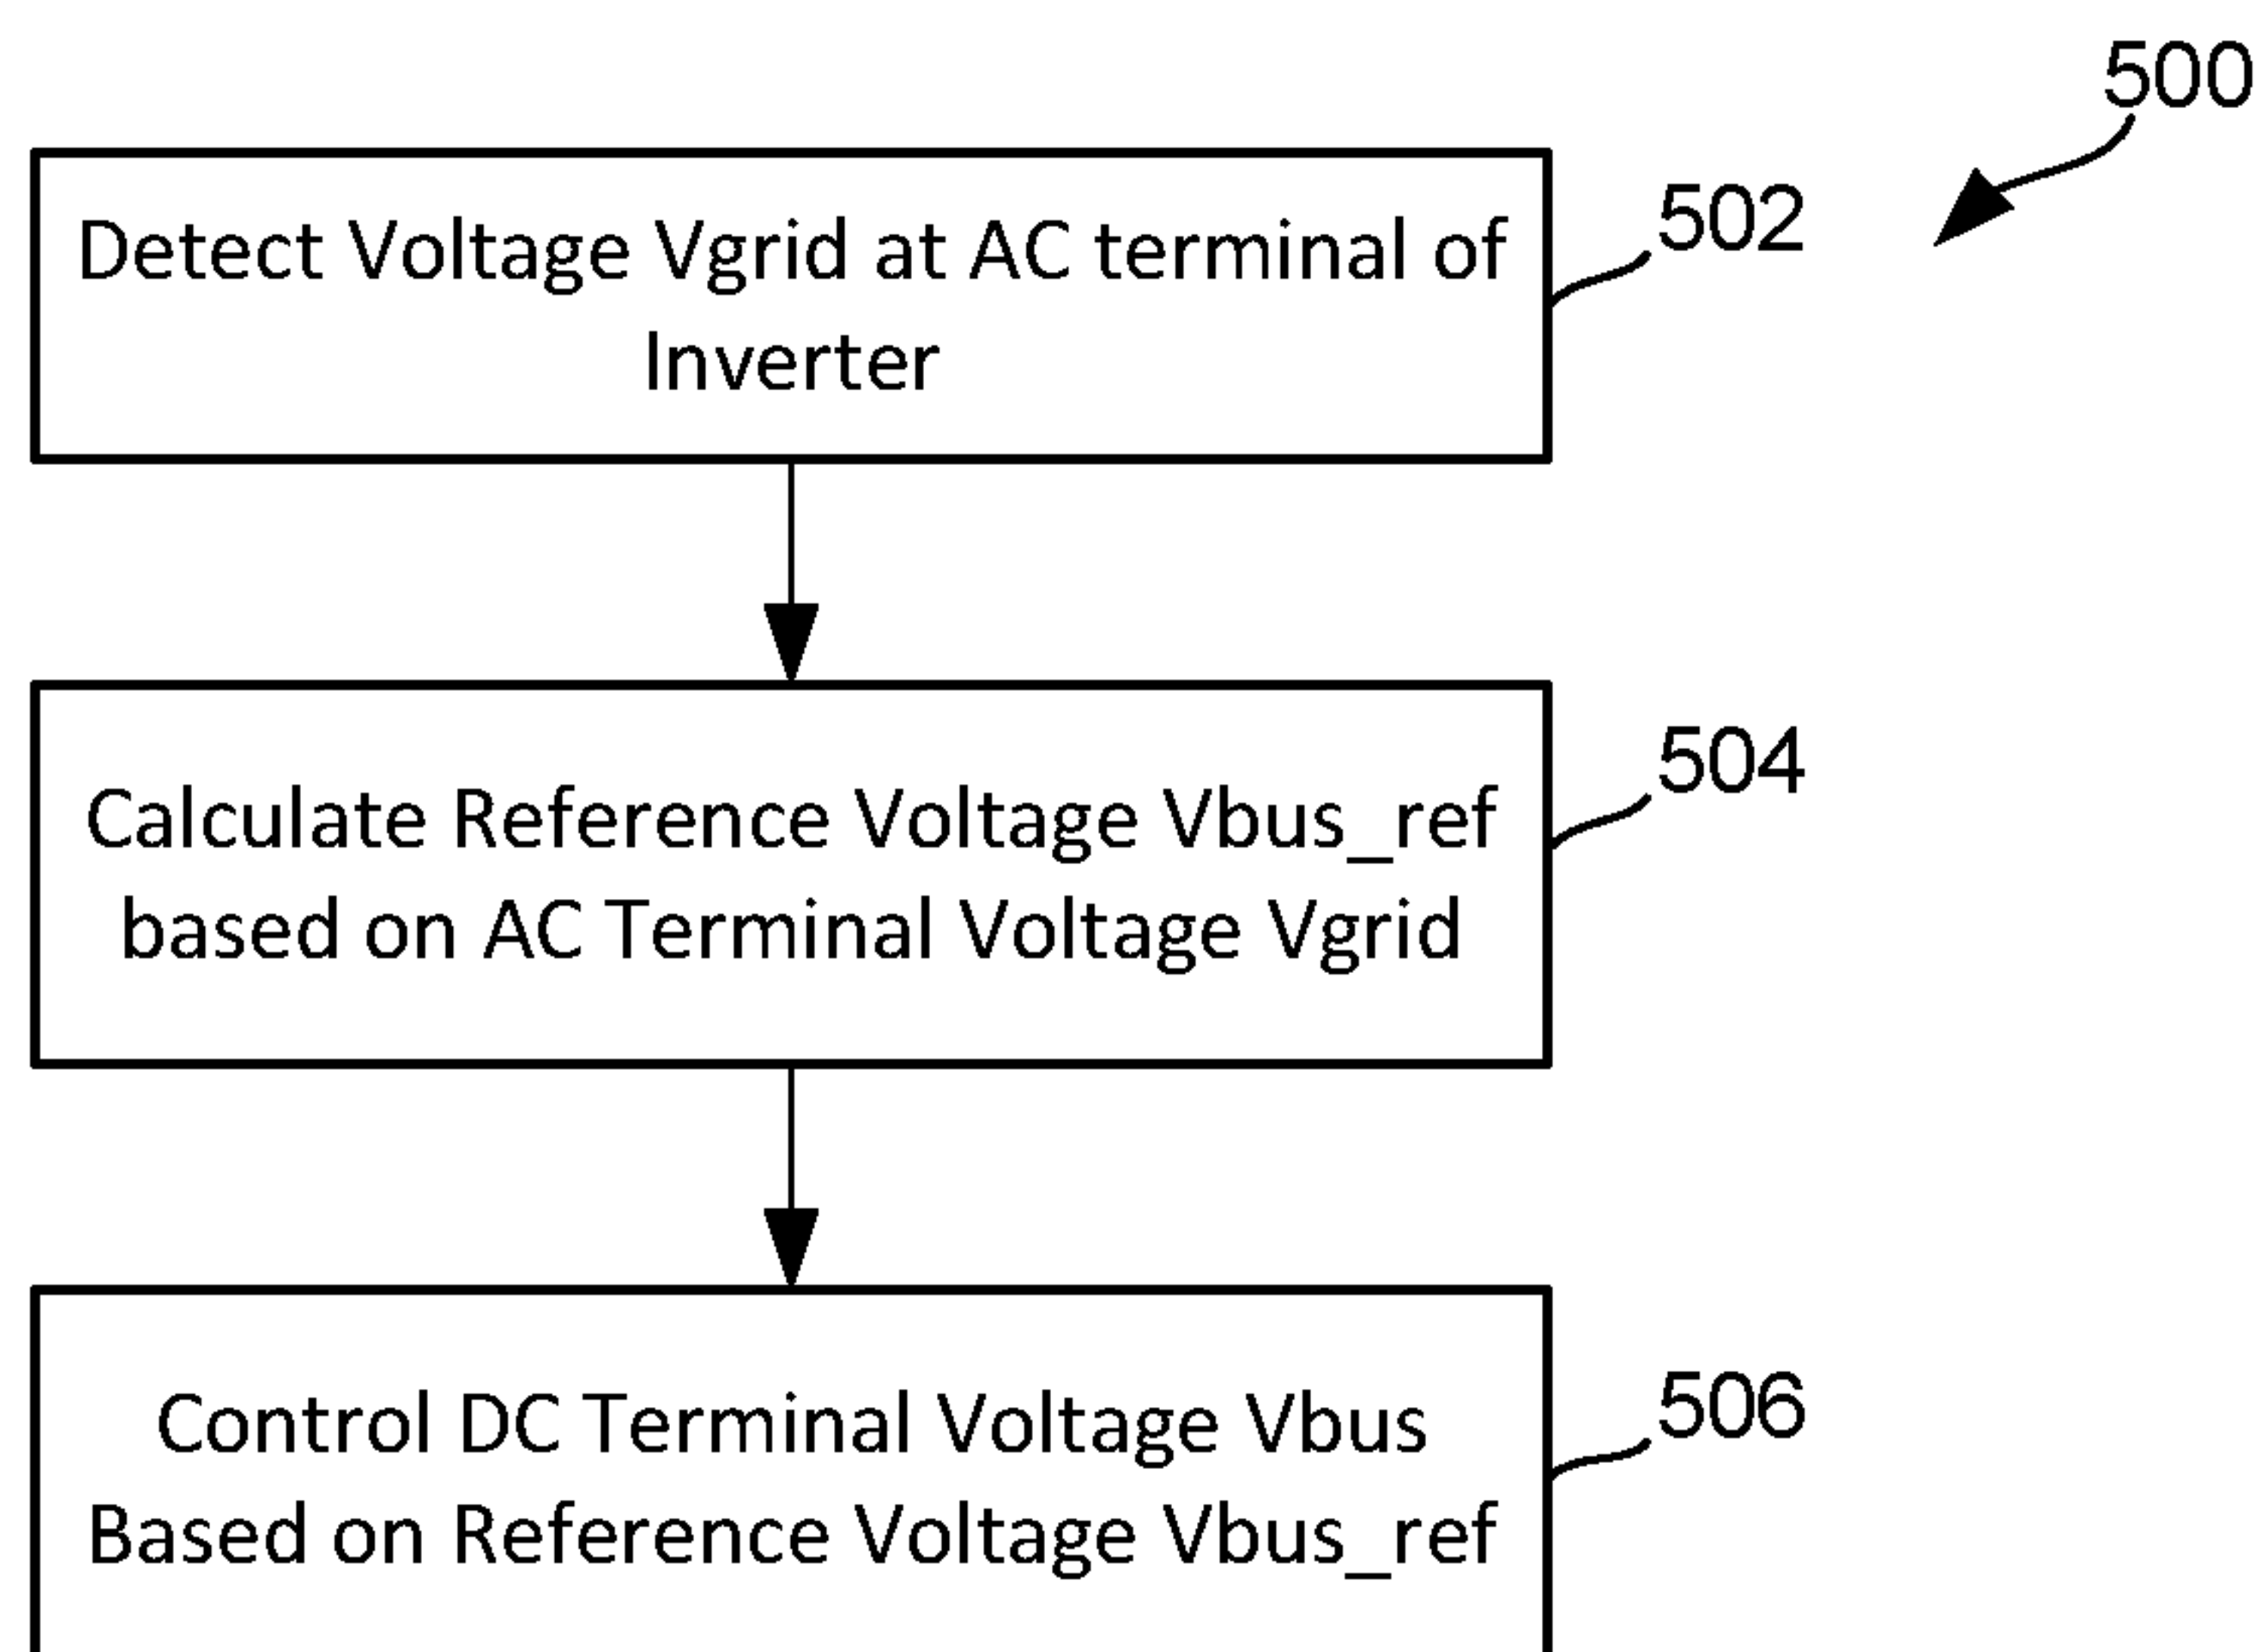 500
Detect Voltage Vgrid at AC terminal of
Inverter
502
Calculate Reference Voltage Vbus_ref
based on AC Terminal Voltage Vgrid
504
Control DC Terminal Voltage Vbus
Based on Reference Voltage Vbus_ref
506